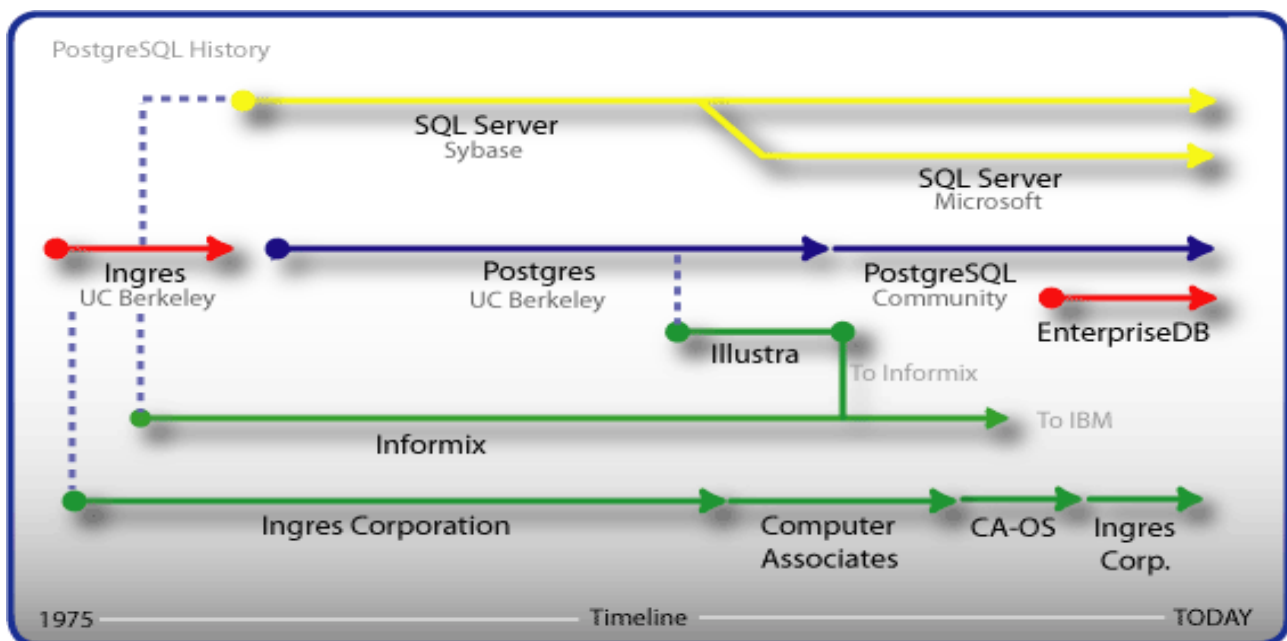 PostgreSQL History
SQL Server
Sybase
SQL Server
Microsoft
Ingres
UC Berkeley
Postgres
UC Berkeley
PostgreSQL
Community
EnterpriseDB
Illustra
To Informix
Informix
To IBM
Ingres Corporation
Computer
Associates
CA-OS
Ingres
Corp.
1975
Timeline
TODAY